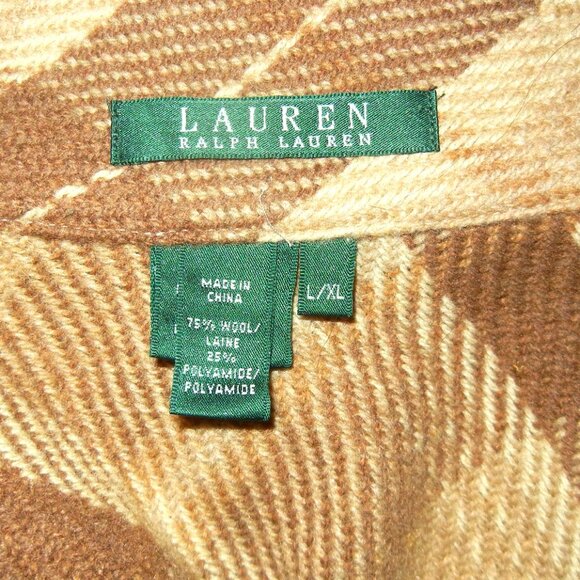 LAUREN
RALPH LAUREN
MADE IN
CHINA
L/XL
75% WOOL/
LAINE
25%
POLYAMIDE/
POLYAMIDE